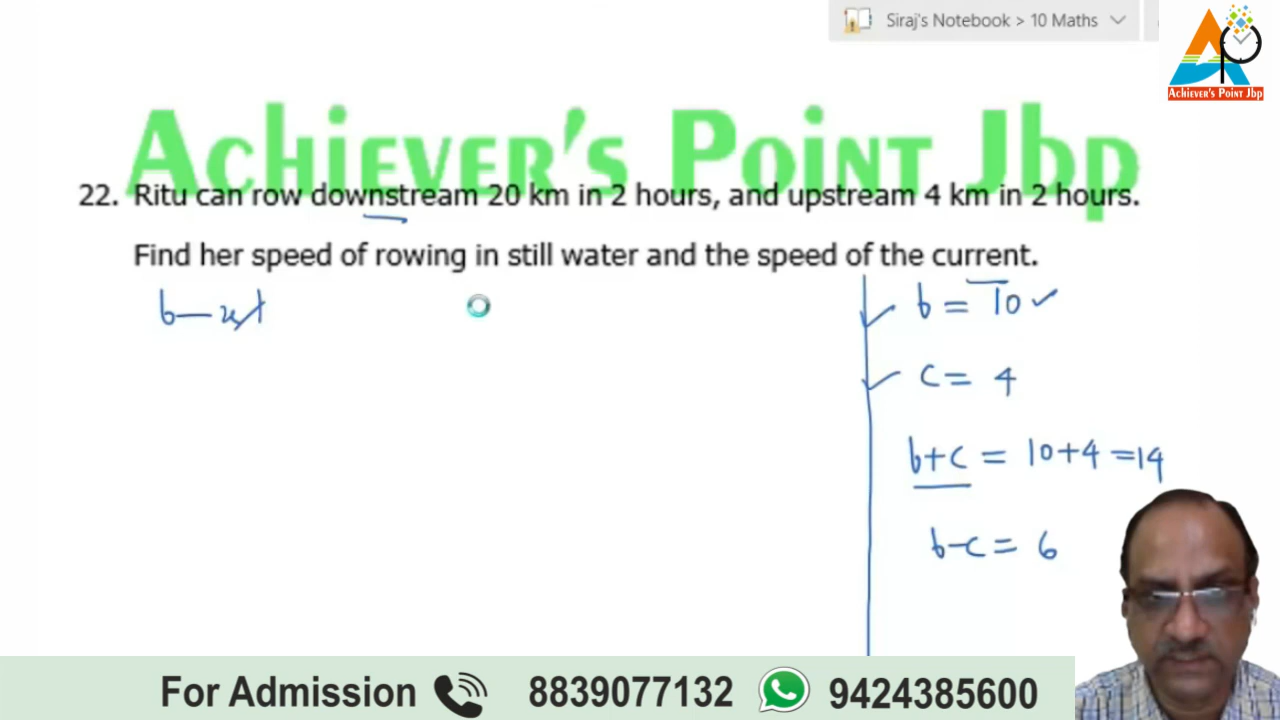 Siraj's Notebook > 10 Maths
ACHIEVER'S POINT JBP
ACHIEVER'S POINT JBP
22. Ritu can row downstream 20 km in 2 hours, and upstream 4 km in 2 hours.
Find her speed of rowing in still water and the speed of the current.
b = 10 ✓
c = 4
b+c = 10+4 =14
b-c = 6
For Admission 8839077132 9424385600